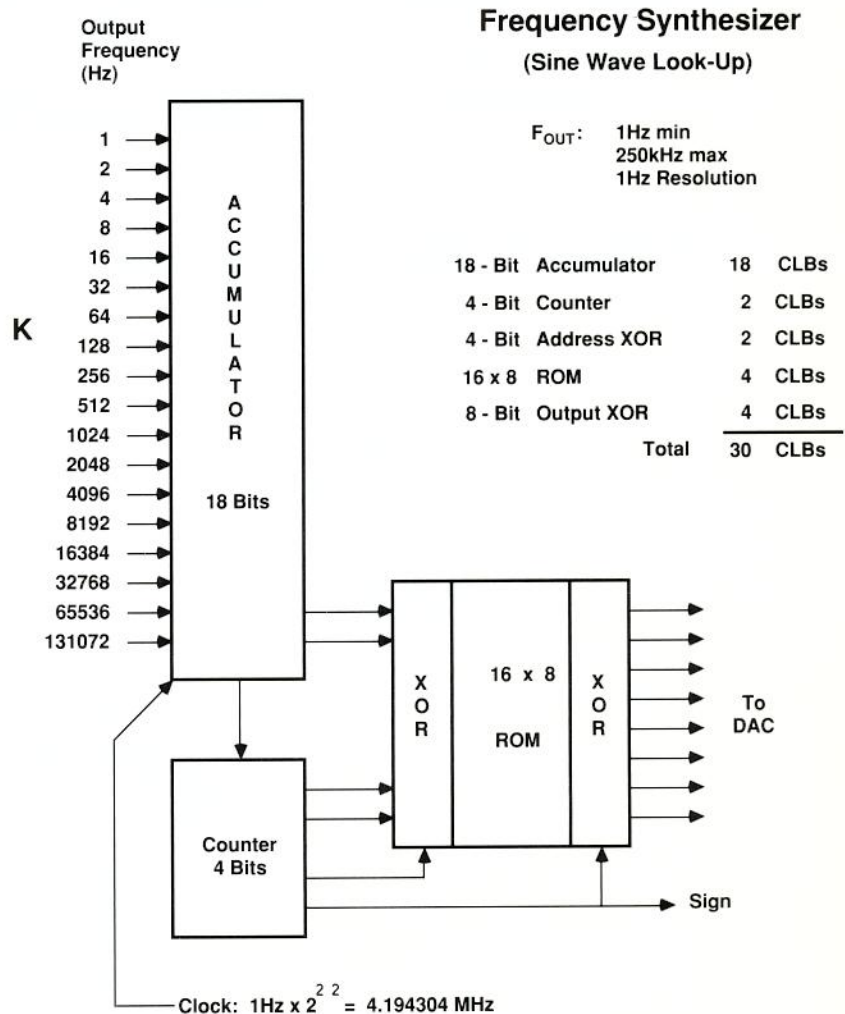 Frequency Synthesizer
(Sine Wave Look-Up)
Output
Frequency
(Hz)
F_OUT: 1Hz min
250kHz max
1Hz Resolution
18 - Bit Accumulator 18 CLBs
4 - Bit Counter 2 CLBs
4 - Bit Address XOR 2 CLBs
16 x 8 ROM 4 CLBs
8 - Bit Output XOR 4 CLBs
Total 30 CLBs
K
1
2
4
8
16
32
64
128
256
512
1024
2048
4096
8192
16384
32768
65536
131072
ACCUMULATOR
18 Bits
XOR
16 x 8
ROM
XOR
To
DAC
Counter
4 Bits
Sign
Clock: 1Hz x 2^22 = 4.194304 MHz